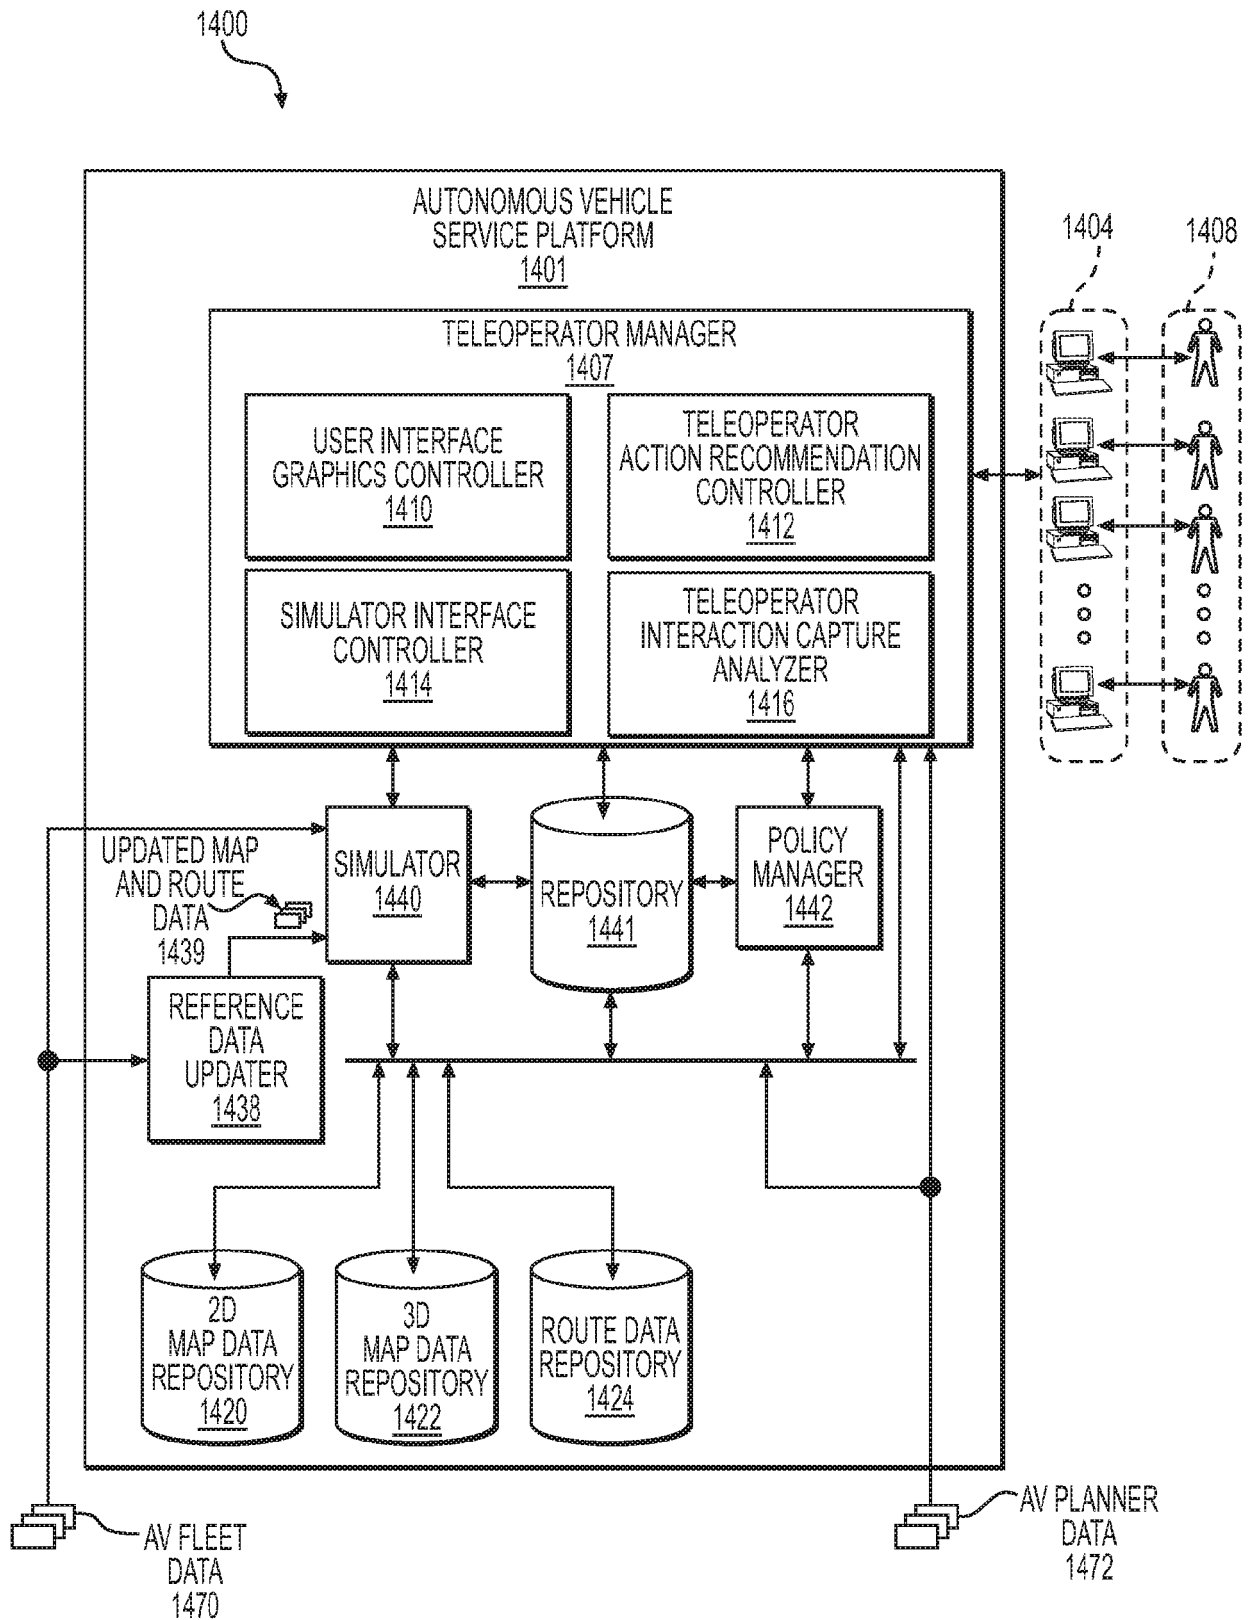 1400
AUTONOMOUS VEHICLE
SERVICE PLATFORM
1401
1404
1408
TELEOPERATOR MANAGER
1407
USER INTERFACE
GRAPHICS CONTROLLER
1410
TELEOPERATOR
ACTION RECOMMENDATION
CONTROLLER
1412
SIMULATOR INTERFACE
CONTROLLER
1414
TELEOPERATOR
INTERACTION CAPTURE
ANALYZER
1416
UPDATED MAP
AND ROUTE
DATA
1439
SIMULATOR
1440
REPOSITORY
1441
POLICY
MANAGER
1442
REFERENCE
DATA
UPDATER
1438
2D
MAP DATA
REPOSITORY
1420
3D
MAP DATA
REPOSITORY
1422
ROUTE DATA
REPOSITORY
1424
AV FLEET
DATA
1470
AV PLANNER
DATA
1472